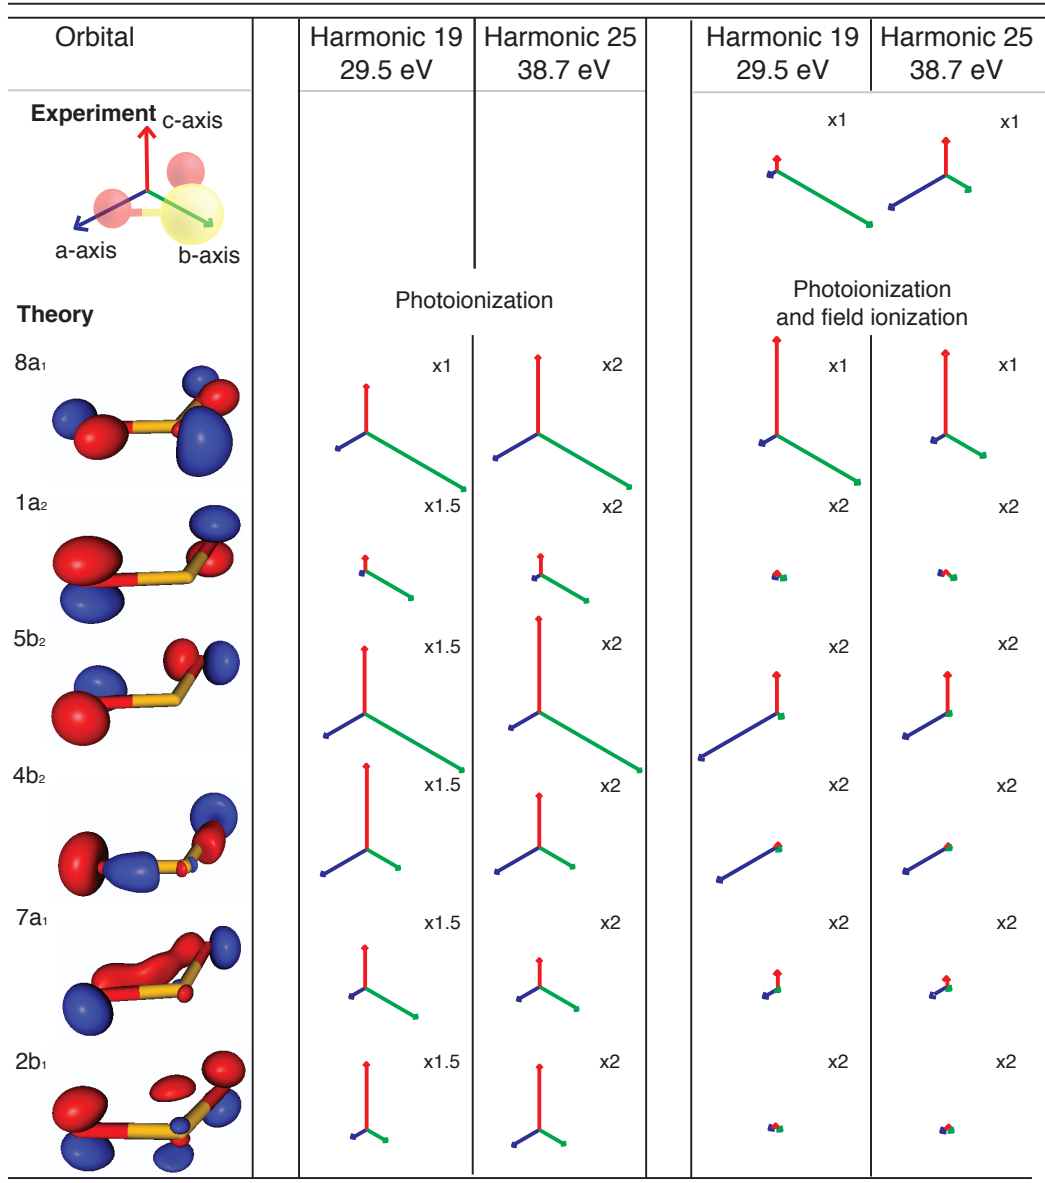 Orbital Harmonic 19 Harmonic 25 Harmonic 19 Harmonic 25
29.5 eV 38.7 eV 29.5 eV 38.7 eV
Experiment
c-axis x1 x1
a-axis
b-axis
Theory
Photoionization
Photoionization
and field ionization
8a₁ x1 x2 x1 x1
1a₂ x1.5 x2 x2 x2
5b₂ x1.5 x2 x2 x2
4b₂ x1.5 x2 x2 x2
7a₁ x1.5 x2 x2 x2
2b₁ x1.5 x2 x2 x2